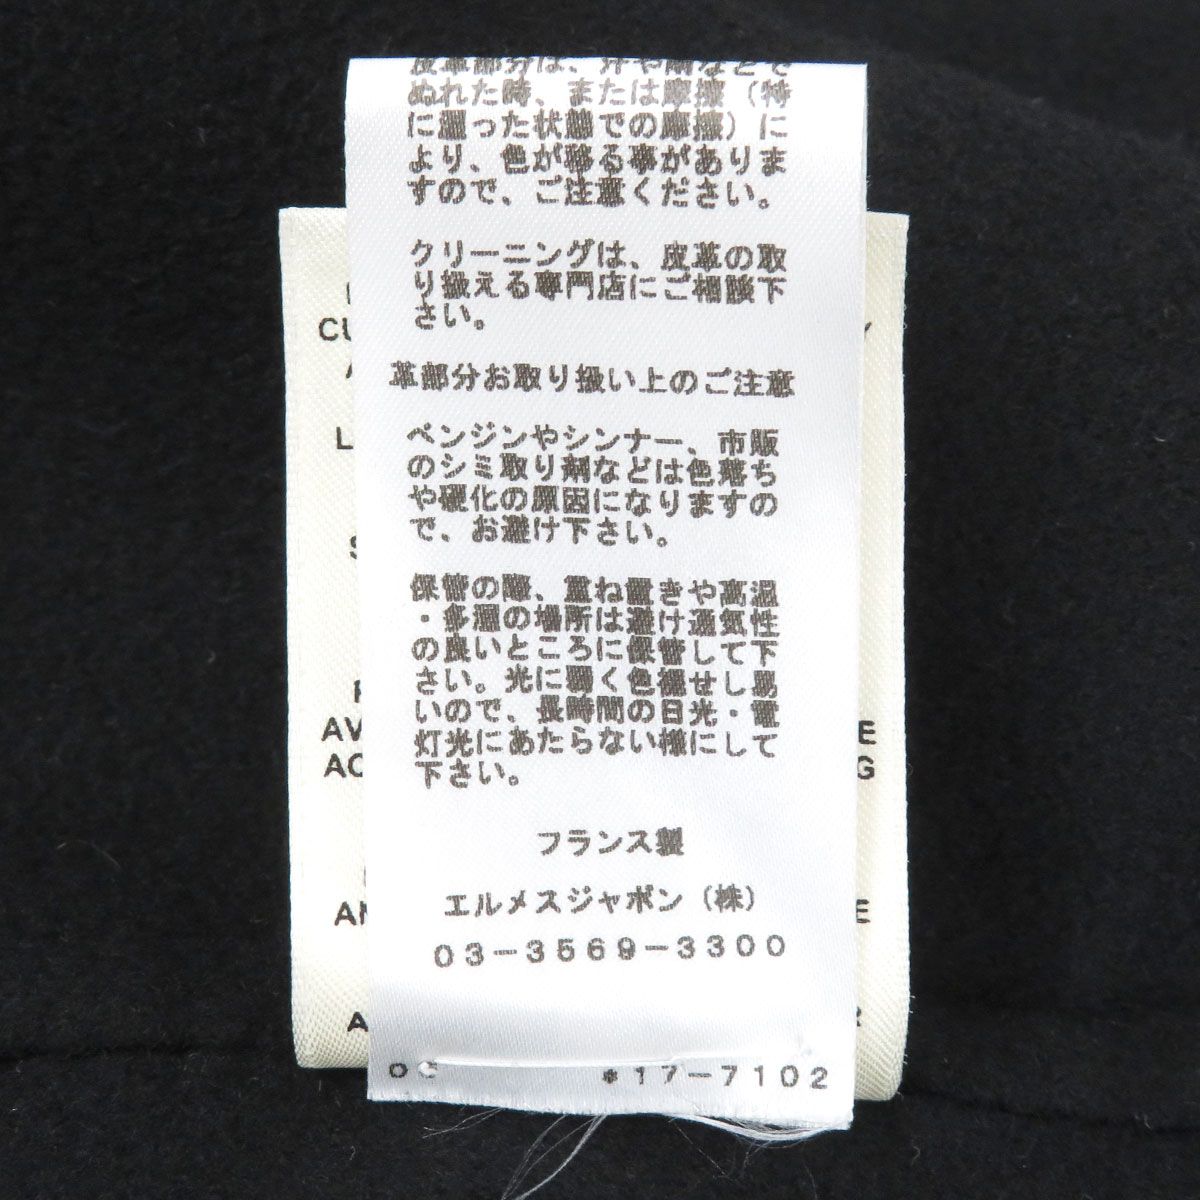 皮革部分は、汗や雨などで
ぬれた時、または摩擦（特
に湿った状態での摩擦）に
より、色が移る事がありま
すので、ご注意ください。
クリーニングは、皮革の取
り扱える専門店にご相談下
さい。
革部分お取り扱い上のご注意
ベンジンやシンナー、市販
のシミ取り剤などは色落ち
や硬化の原因になりますの
で、お避け下さい。
保管の際、重ね置きや高温
・多湿の場所は避け通気性
の良いところに保管して下
さい。光に弱く色褪せし易
いので、長時間の日光・電
灯光にあたらない様にして
下さい。
フランス製
エルメスジャポン（株）
03-3569-3300
*17-7102
CU
L
AV
E
AC
G
AN
E
A
R